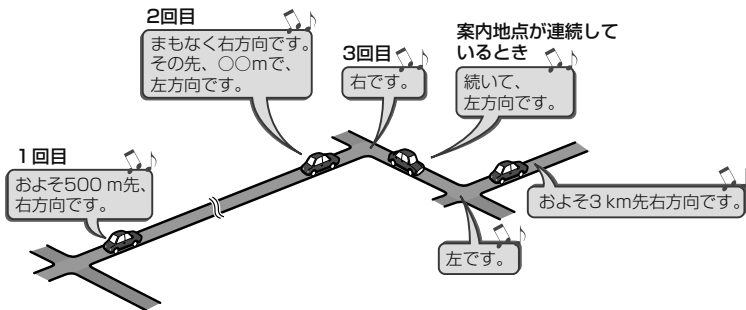 1回目
およそ500 m先、
右方向です。
2回目
まもなく右方向です。
その先、○○mで、
左方向です。
3回目
右です。
案内地点が連続して
いるとき
続いて、
左方向です。
左です。
およそ3 km先右方向です。